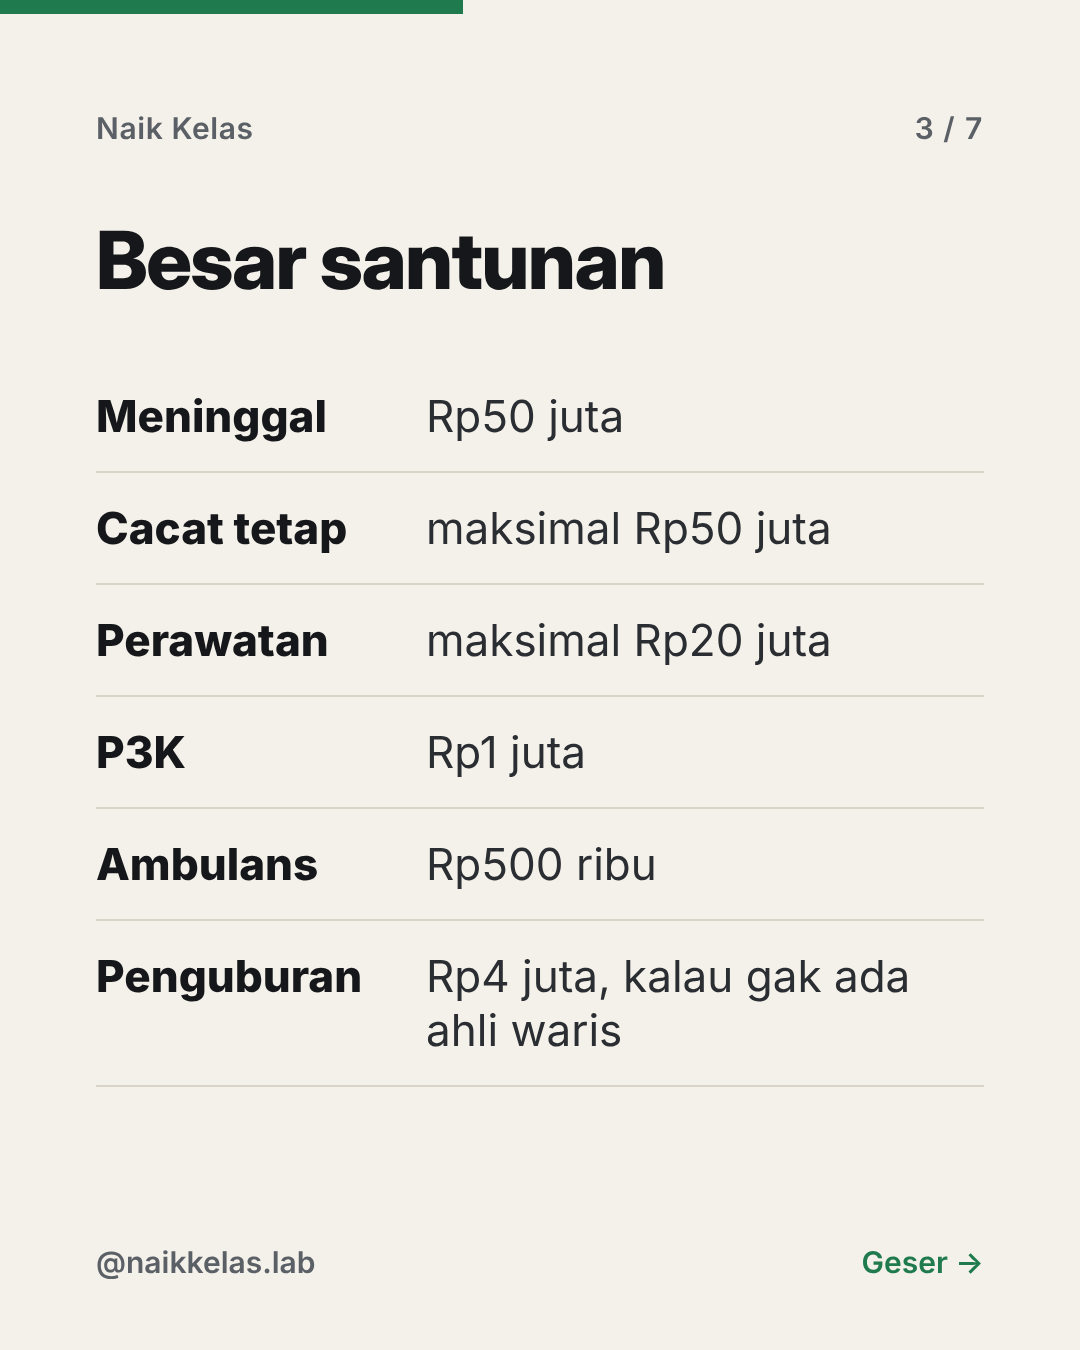 Naik Kelas
3 / 7
Besar santunan
Meninggal
Rp50 juta
Cacat tetap
maksimal Rp50 juta
Perawatan
maksimal Rp20 juta
P3K
Rp1 juta
Ambulans
Rp500 ribu
Penguburan
Rp4 juta, kalau gak ada
ahli waris
@naikkelas.lab
Geser →